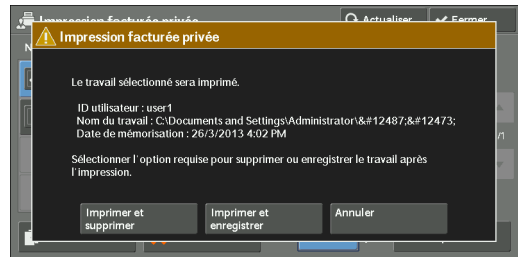 Impression facturée privée
Actualiser
Fermer
Impression facturée privée
Le travail sélectionné sera imprimé.
ID utilisateur : user1
Nom du travail : C:\Documents and Settings\Administrator\&#12487;&#12473;
Date de mémorisation : 26/3/2013 4:02 PM
Sélectionner l'option requise pour supprimer ou enregistrer le travail après
l'impression.
Imprimer et
supprimer
Imprimer et
enregistrer
Annuler